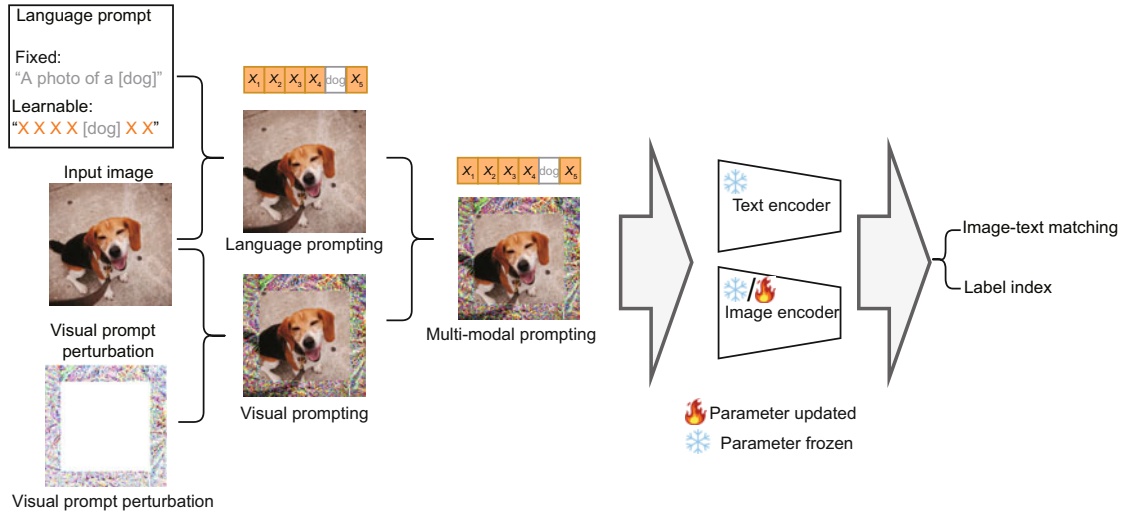 Language prompt
Fixed:
“A photo of a [dog]”
Learnable:
“X X X X [dog] X X”
Input image
Visual prompt
perturbation
Visual prompt perturbation
X₁ X₂ X₃ X₄ dog X₅
Language prompting
Visual prompting
X₁ X₂ X₃ X₄ dog X₅
Multi-modal prompting
Text encoder
/
Image encoder
Parameter updated
Parameter frozen
Image-text matching
Label index